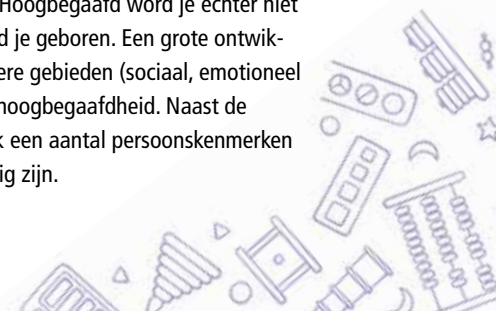 Hoogbegaafd word je echter niet
d je geboren. Een grote ontwik-
ere gebieden (sociaal, emotioneel
hoogbegaafdheid. Naast de
k een aantal persoonskenmerken
ig zijn.